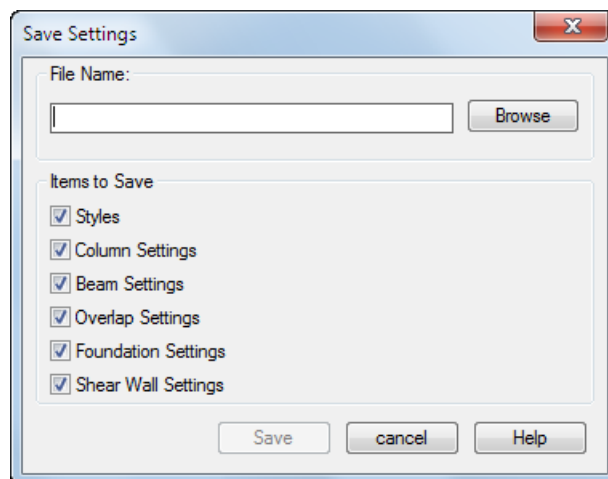 Save Settings
File Name:
Browse
Items to Save
Styles
Column Settings
Beam Settings
Overlap Settings
Foundation Settings
Shear Wall Settings
Save cancel Help